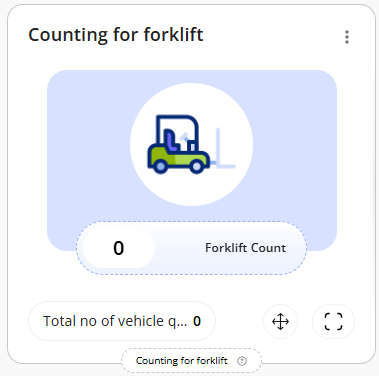 Counting for forklift
0 Forklift Count
Total no of vehicle q... 0
Counting for forklift